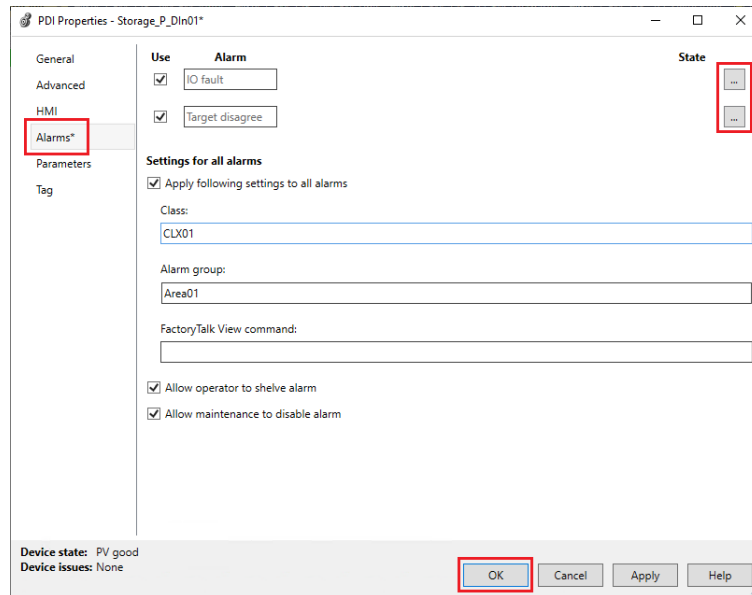 PDI Properties - Storage_P_DIn01*
General
Advanced
HMI
Alarms*
Parameters
Tag
Use Alarm State
IO fault ...
Target disagree ...
Settings for all alarms
Apply following settings to all alarms
Class:
CLX01
Alarm group:
Area01
FactoryTalk View command:
Allow operator to shelve alarm
Allow maintenance to disable alarm
Device state: PV good
Device issues: None
OK Cancel Apply Help